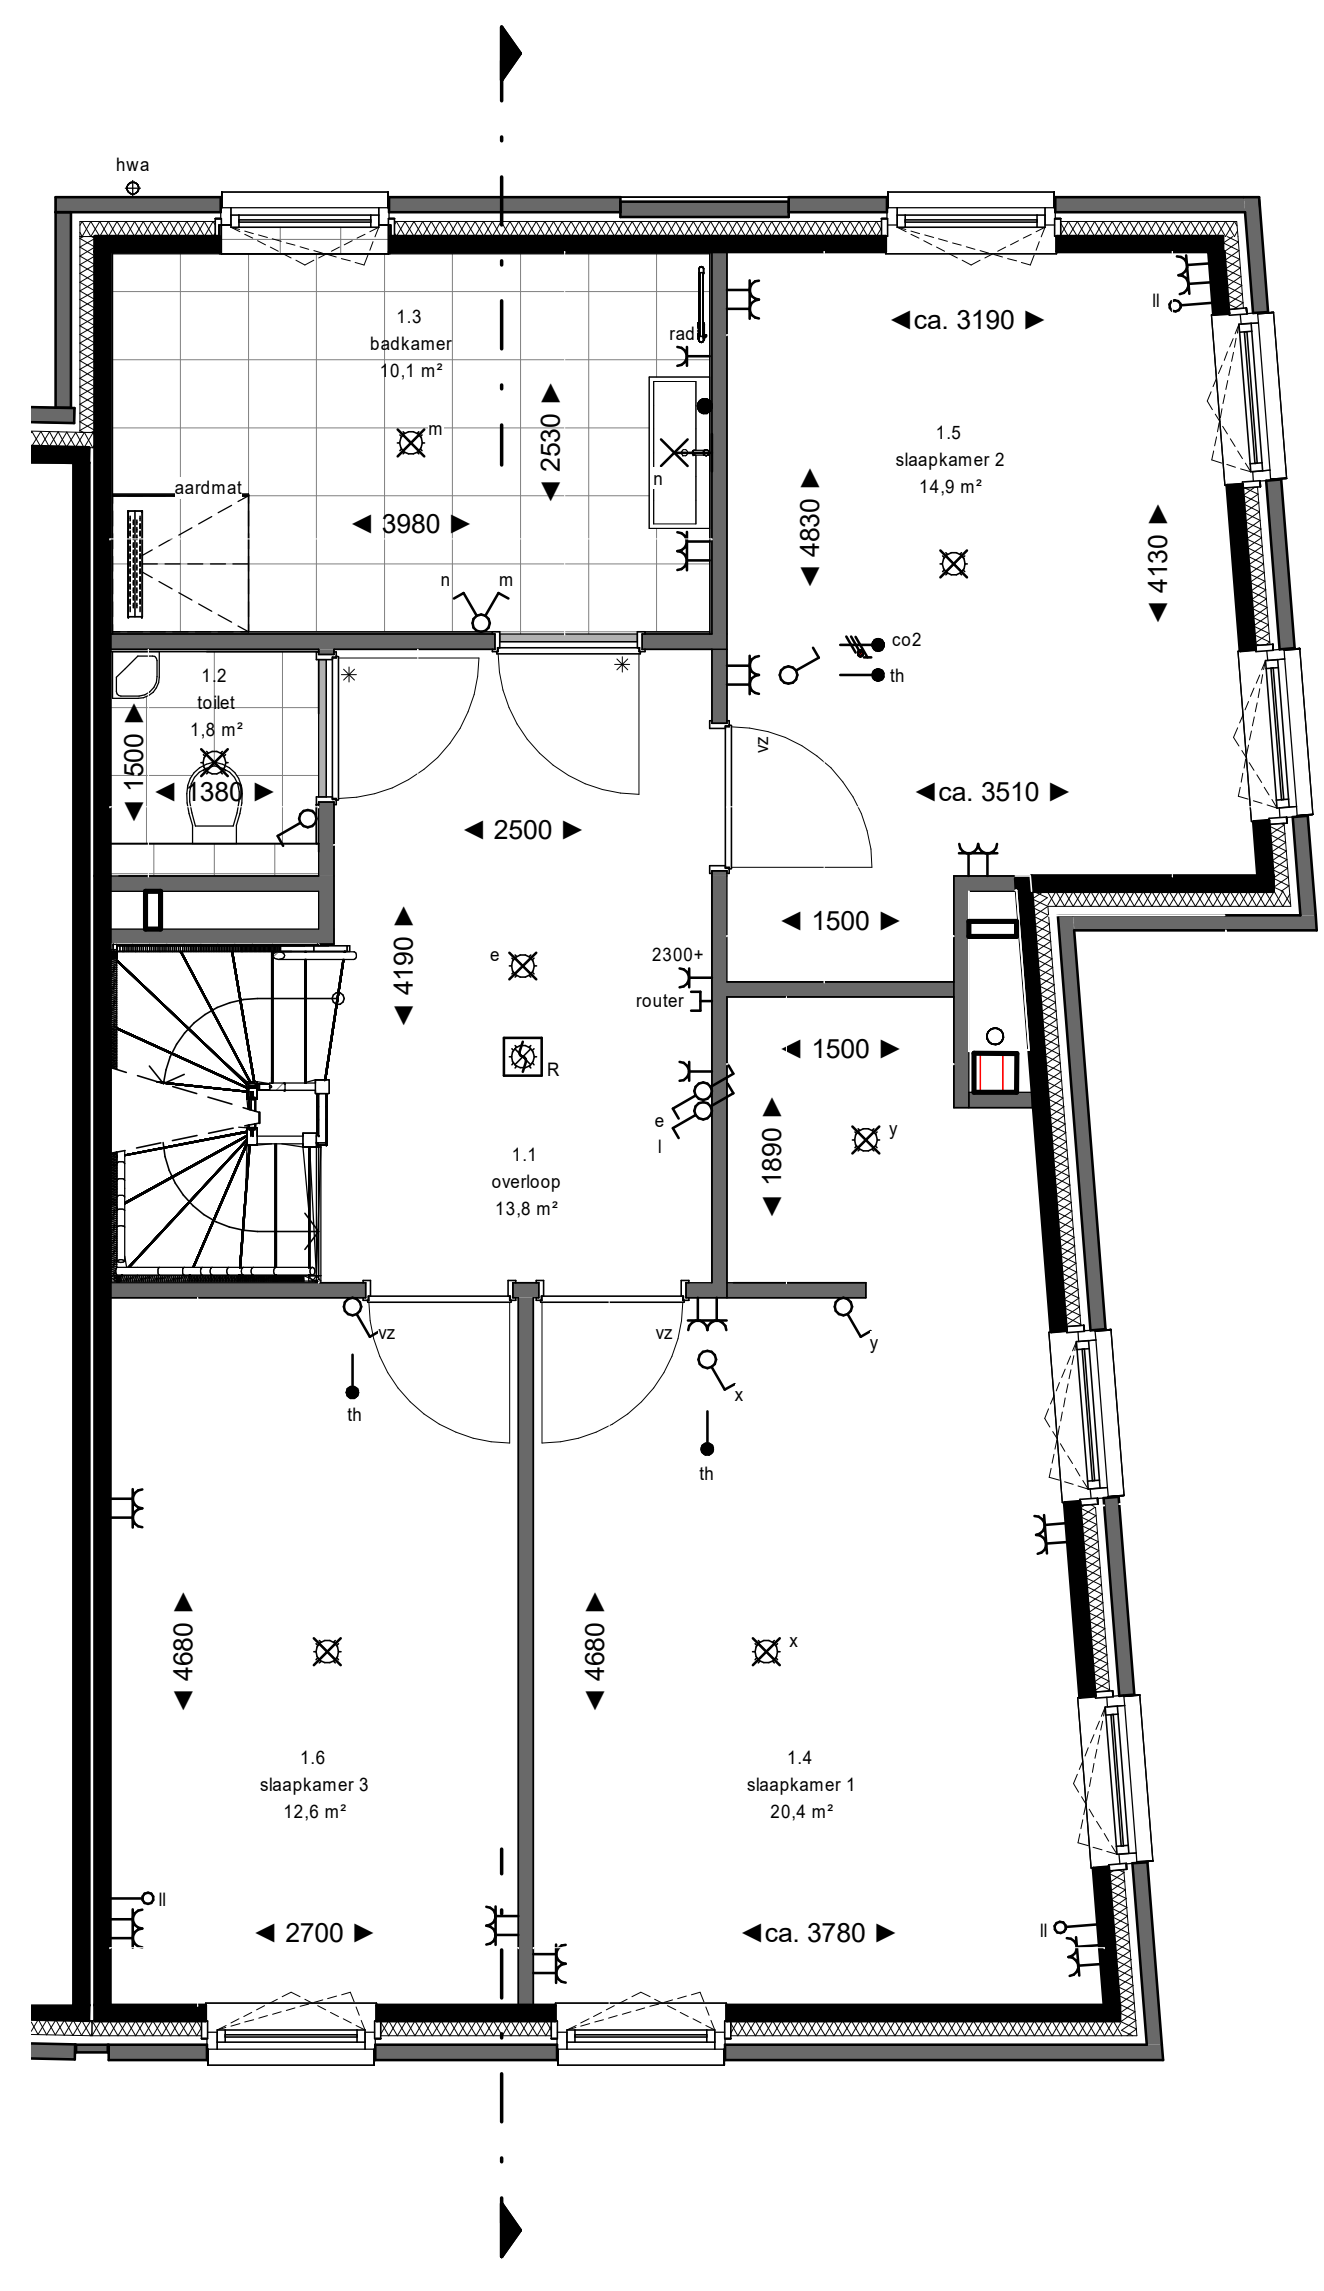 hwa
1.3
badkamer
10,1 m²
rad
ca. 3190
ll
m
2530
n
1.5
slaapkamer 2
14,9 m²
aardmat
3980
4830
4130
n
m
co2
th
1.2
toilet
1,8 m²
1500
1380
vz
ca. 3510
2500
4190
e
2300+
router
1500
R
1500
e
l
1890
y
1.1
overloop
13,8 m²
vz
vz
y
th
x
th
4680
4680
x
1.6
slaapkamer 3
12,6 m²
1.4
slaapkamer 1
20,4 m²
ll
2700
ca. 3780
ll